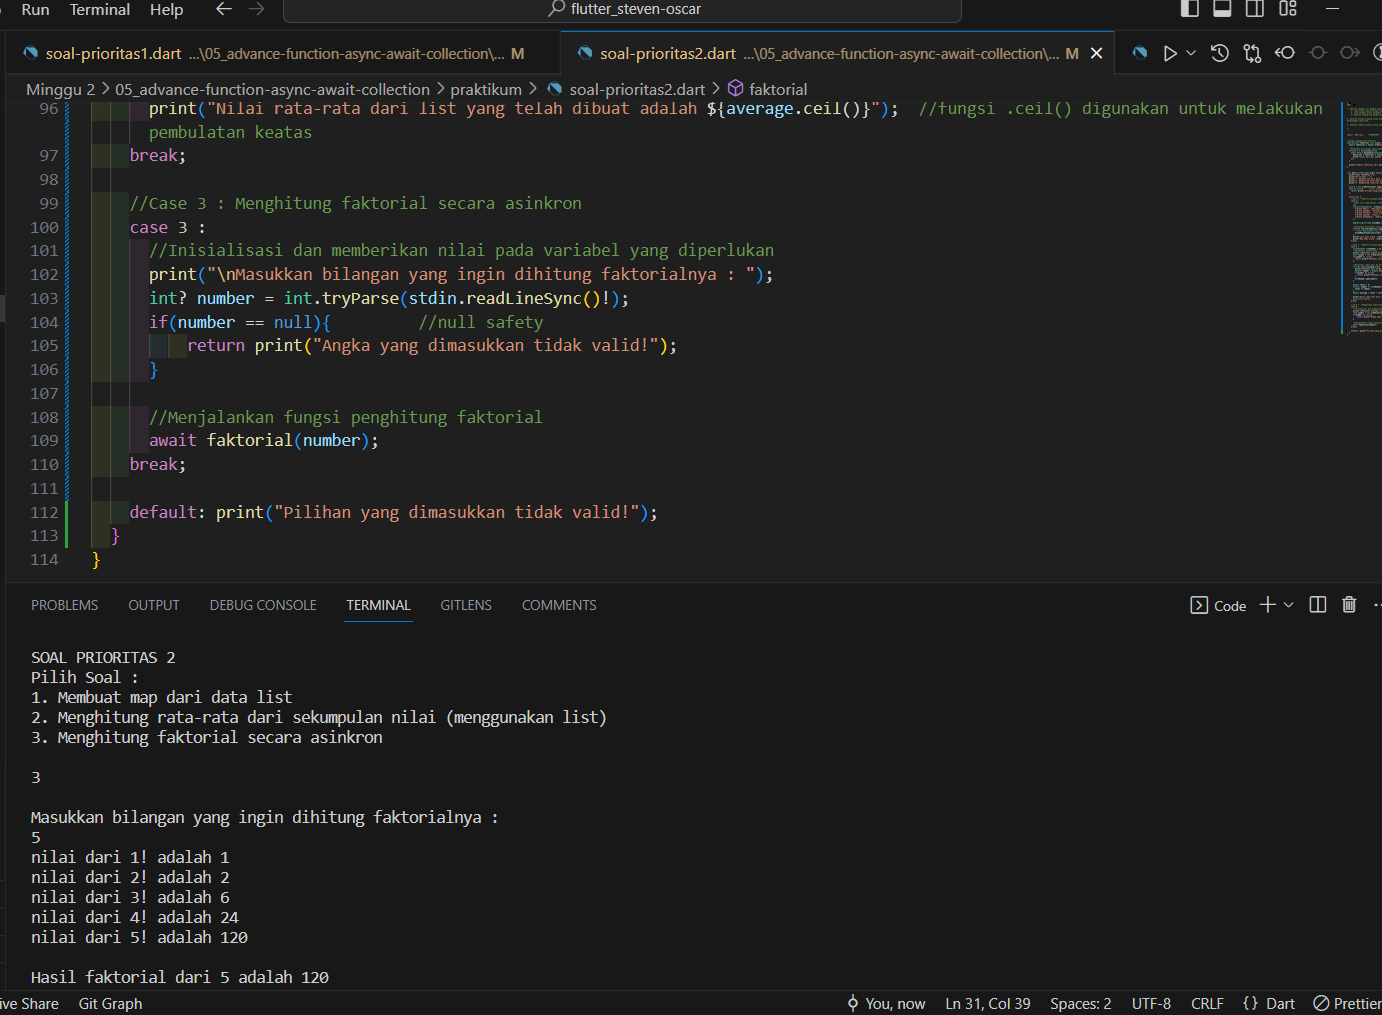 Run Terminal Help flutter_steven-oscar
soal-prioritas1.dart ...\05_advance-function-async-await-collection\... M soal-prioritas2.dart ...\05_advance-function-async-await-collection\... M
Minggu 2 > 05_advance-function-async-await-collection > praktikum > soal-prioritas2.dart > faktorial
96 print("Nilai rata-rata dari list yang telah dibuat adalah ${average.ceil()}"); //fungsi .ceil() digunakan untuk melakukan
pembulatan keatas
97 break;
98
99 //Case 3 : Menghitung faktorial secara asinkron
100 case 3 :
101 //Inisialisasi dan memberikan nilai pada variabel yang diperlukan
102 print("\nMasukkan bilangan yang ingin dihitung faktorialnya : ");
103 int? number = int.tryParse(stdin.readLineSync()!);
104 if(number == null){ //null safety
105 return print("Angka yang dimasukkan tidak valid!");
106 }
107
108 //Menjalankan fungsi penghitung faktorial
109 await faktorial(number);
110 break;
111
112 default: print("Pilihan yang dimasukkan tidak valid!");
113 }
114 }
PROBLEMS OUTPUT DEBUG CONSOLE TERMINAL GITLENS COMMENTS Code
SOAL PRIORITAS 2
Pilih Soal :
1. Membuat map dari data list
2. Menghitung rata-rata dari sekumpulan nilai (menggunakan list)
3. Menghitung faktorial secara asinkron
3
Masukkan bilangan yang ingin dihitung faktorialnya :
5
nilai dari 1! adalah 1
nilai dari 2! adalah 2
nilai dari 3! adalah 6
nilai dari 4! adalah 24
nilai dari 5! adalah 120
Hasil faktorial dari 5 adalah 120
ive Share Git Graph You, now Ln 31, Col 39 Spaces: 2 UTF-8 CRLF {} Dart Prettier